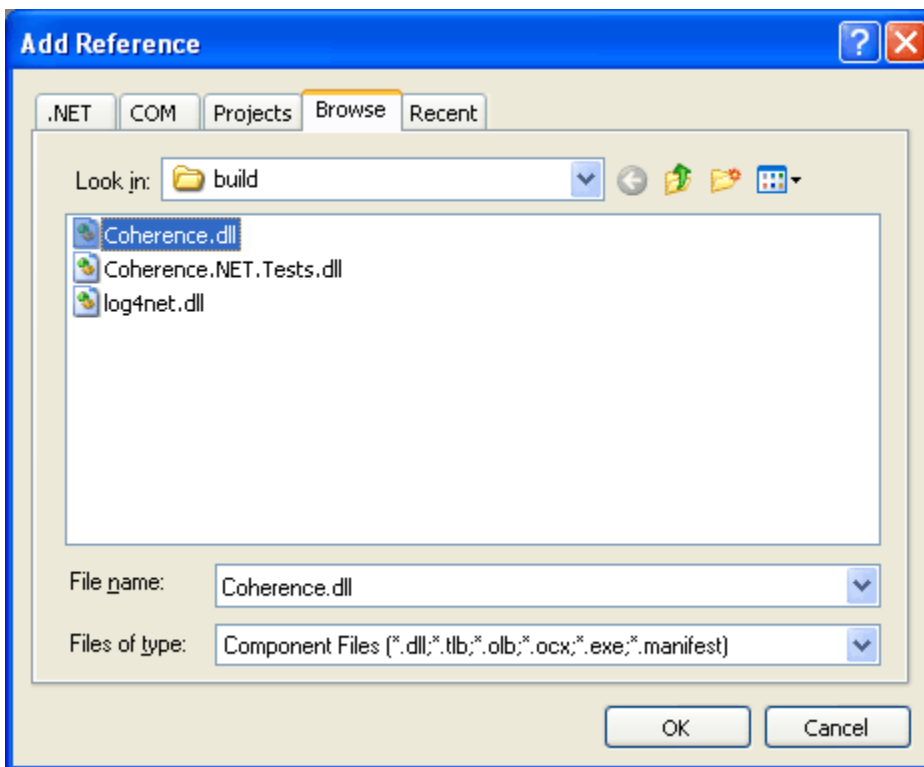 Add Reference
.NET COM Projects Browse Recent
Look in: build
Coherence.dll
Coherence.NET.Tests.dll
log4net.dll
File name: Coherence.dll
Files of type: Component Files (*.dll;*.tlb;*.olb;*.ocx;*.exe;*.manifest)
OK Cancel